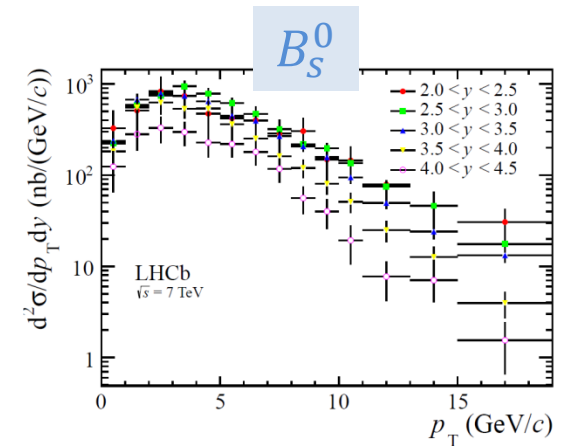 B_s^0
d²σ/dp_T dy (nb/(GeV/c))
10³
10²
10
1
2.0 < y < 2.5
2.5 < y < 3.0
3.0 < y < 3.5
3.5 < y < 4.0
4.0 < y < 4.5
LHCb
√s = 7 TeV
0 5 10 15
p_T (GeV/c)